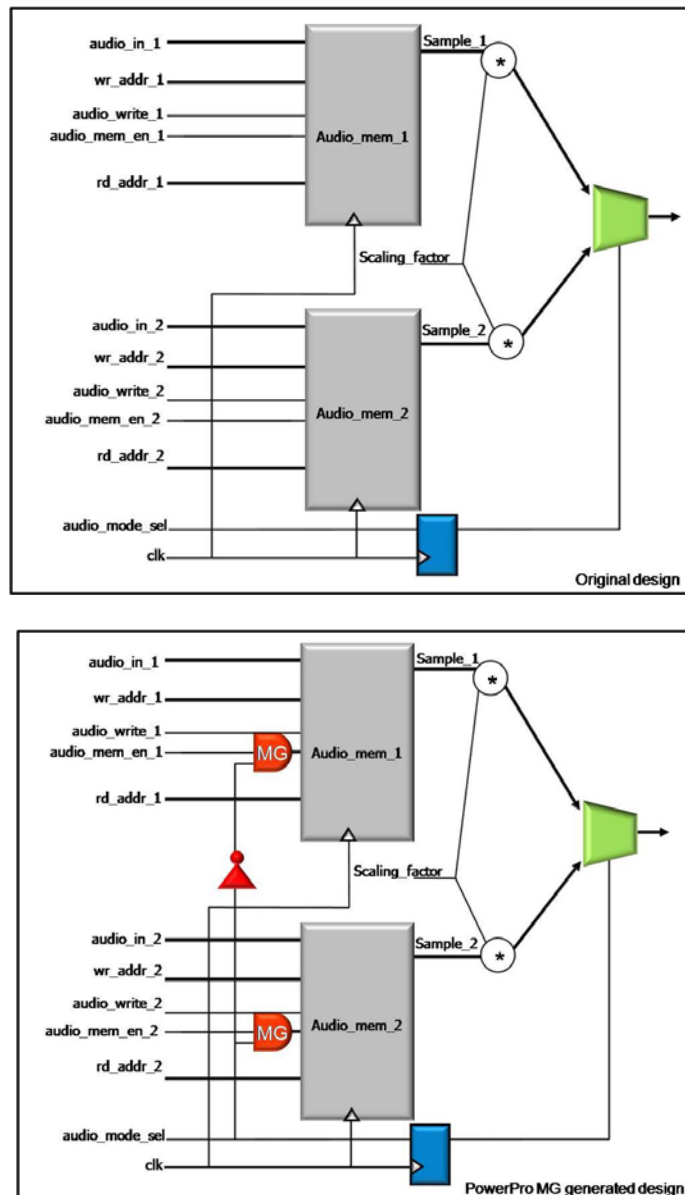 audio_in_1
Sample_1
*
wr_addr_1
audio_write_1
audio_mem_en_1
Audio_mem_1
rd_addr_1
Scaling_factor
audio_in_2
Sample_2
*
wr_addr_2
audio_write_2
audio_mem_en_2
Audio_mem_2
rd_addr_2
audio_mode_sel
clk
Original design
audio_in_1
Sample_1
*
wr_addr_1
audio_write_1
audio_mem_en_1
MG
Audio_mem_1
rd_addr_1
Scaling_factor
audio_in_2
Sample_2
*
wr_addr_2
audio_write_2
audio_mem_en_2
MG
Audio_mem_2
rd_addr_2
audio_mode_sel
clk
PowerPro MG generated design